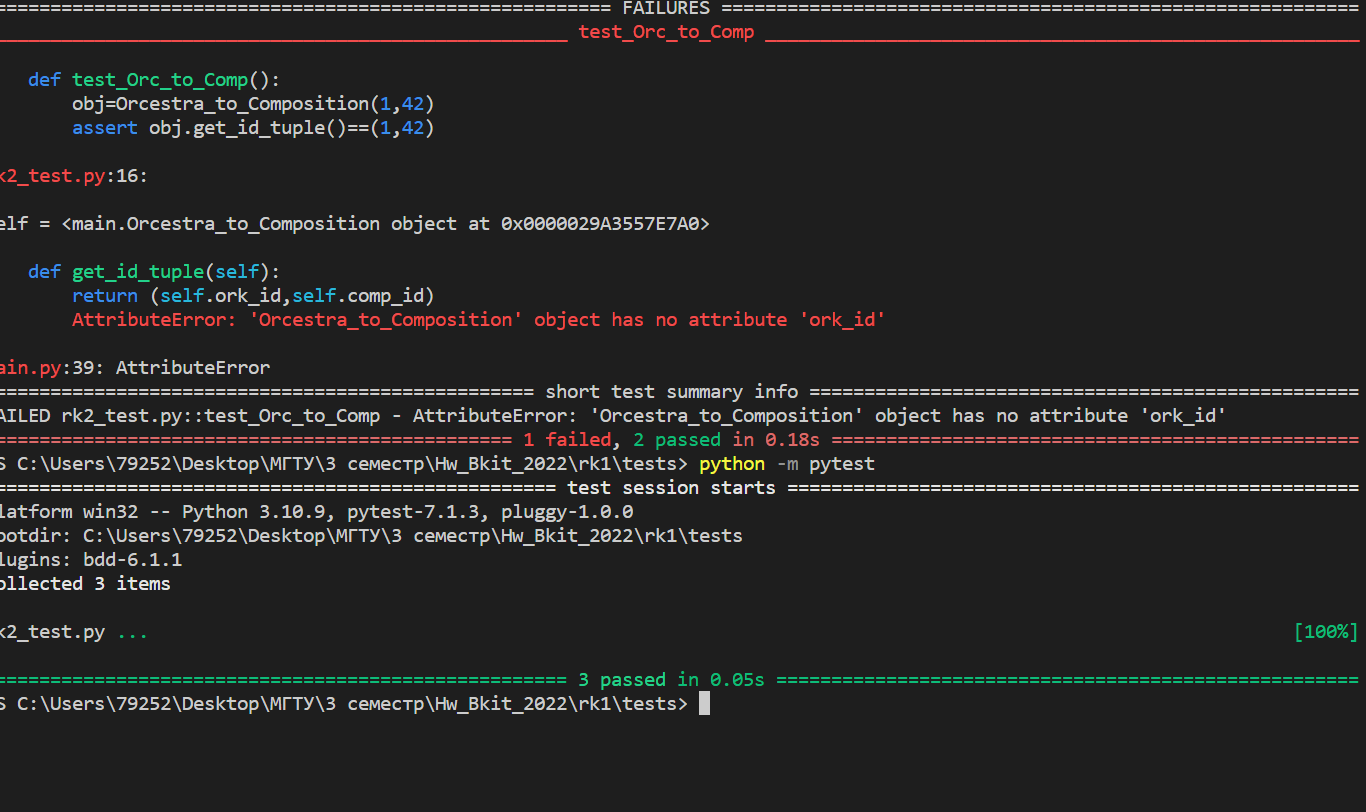 ======================================================== FAILURES ==========================================================
____________________________________________________ test_Orc_to_Comp ______________________________________________________
def test_Orc_to_Comp():
obj=Orcestra_to_Composition(1,42)
assert obj.get_id_tuple()==(1,42)
k2_test.py:16:
elf = <main.Orcestra_to_Composition object at 0x0000029A3557E7A0>
def get_id_tuple(self):
return (self.ork_id,self.comp_id)
AttributeError: 'Orcestra_to_Composition' object has no attribute 'ork_id'
ain.py:39: AttributeError
================================================= short test summary info ==================================================
AILED rk2_test.py::test_Orc_to_Comp - AttributeError: 'Orcestra_to_Composition' object has no attribute 'ork_id'
=============================================== 1 failed, 2 passed in 0.18s ================================================
S C:\Users\79252\Desktop\МГТУ\3 семестр\Hw_Bkit_2022\rk1\tests> python -m pytest
=================================================== test session starts ====================================================
latform win32 -- Python 3.10.9, pytest-7.1.3, pluggy-1.0.0
ootdir: C:\Users\79252\Desktop\МГТУ\3 семестр\Hw_Bkit_2022\rk1\tests
lugins: bdd-6.1.1
ollected 3 items
k2_test.py ... [100%]
==================================================== 3 passed in 0.05s =====================================================
S C:\Users\79252\Desktop\МГТУ\3 семестр\Hw_Bkit_2022\rk1\tests>